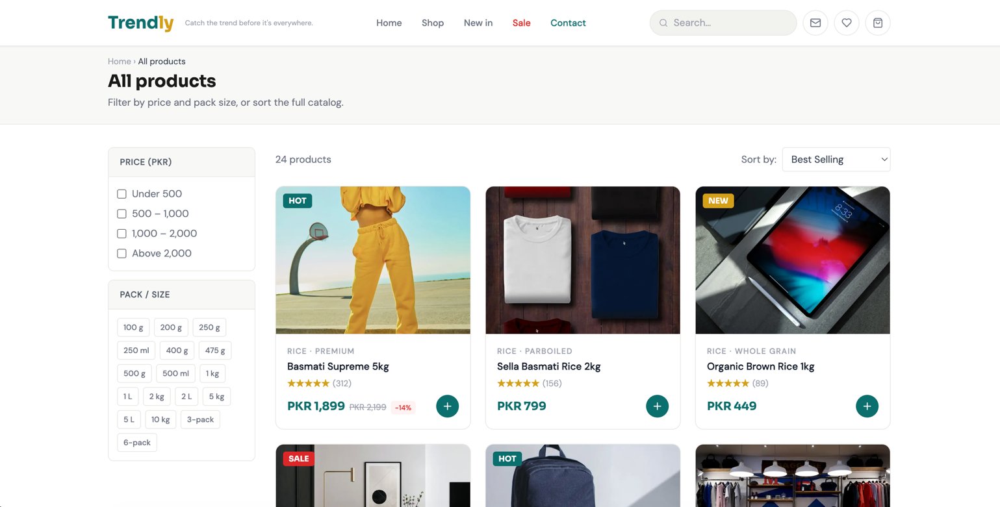 Trendly
Catch the trend before it's everywhere.
Home
Shop
New in
Sale
Contact
Search...
Home › All products
All products
Filter by price and pack size, or sort the full catalog.
PRICE (PKR)
Under 500
500 – 1,000
1,000 – 2,000
Above 2,000
PACK / SIZE
100 g 200 g 250 g
250 ml 400 g 475 g
500 g 500 ml 1 kg
1 L 2 kg 2 L 5 kg
5 L 10 kg 3-pack
6-pack
24 products
Sort by: Best Selling
HOT
RICE · PREMIUM
Basmati Supreme 5kg
★★★★★ (312)
PKR 1,899 PKR 2,199 -14%
+
RICE · PARBOILED
Sella Basmati Rice 2kg
★★★★★ (156)
PKR 799
+
NEW
8:33
RICE · WHOLE GRAIN
Organic Brown Rice 1kg
★★★★★ (89)
PKR 449
+
SALE
HOT